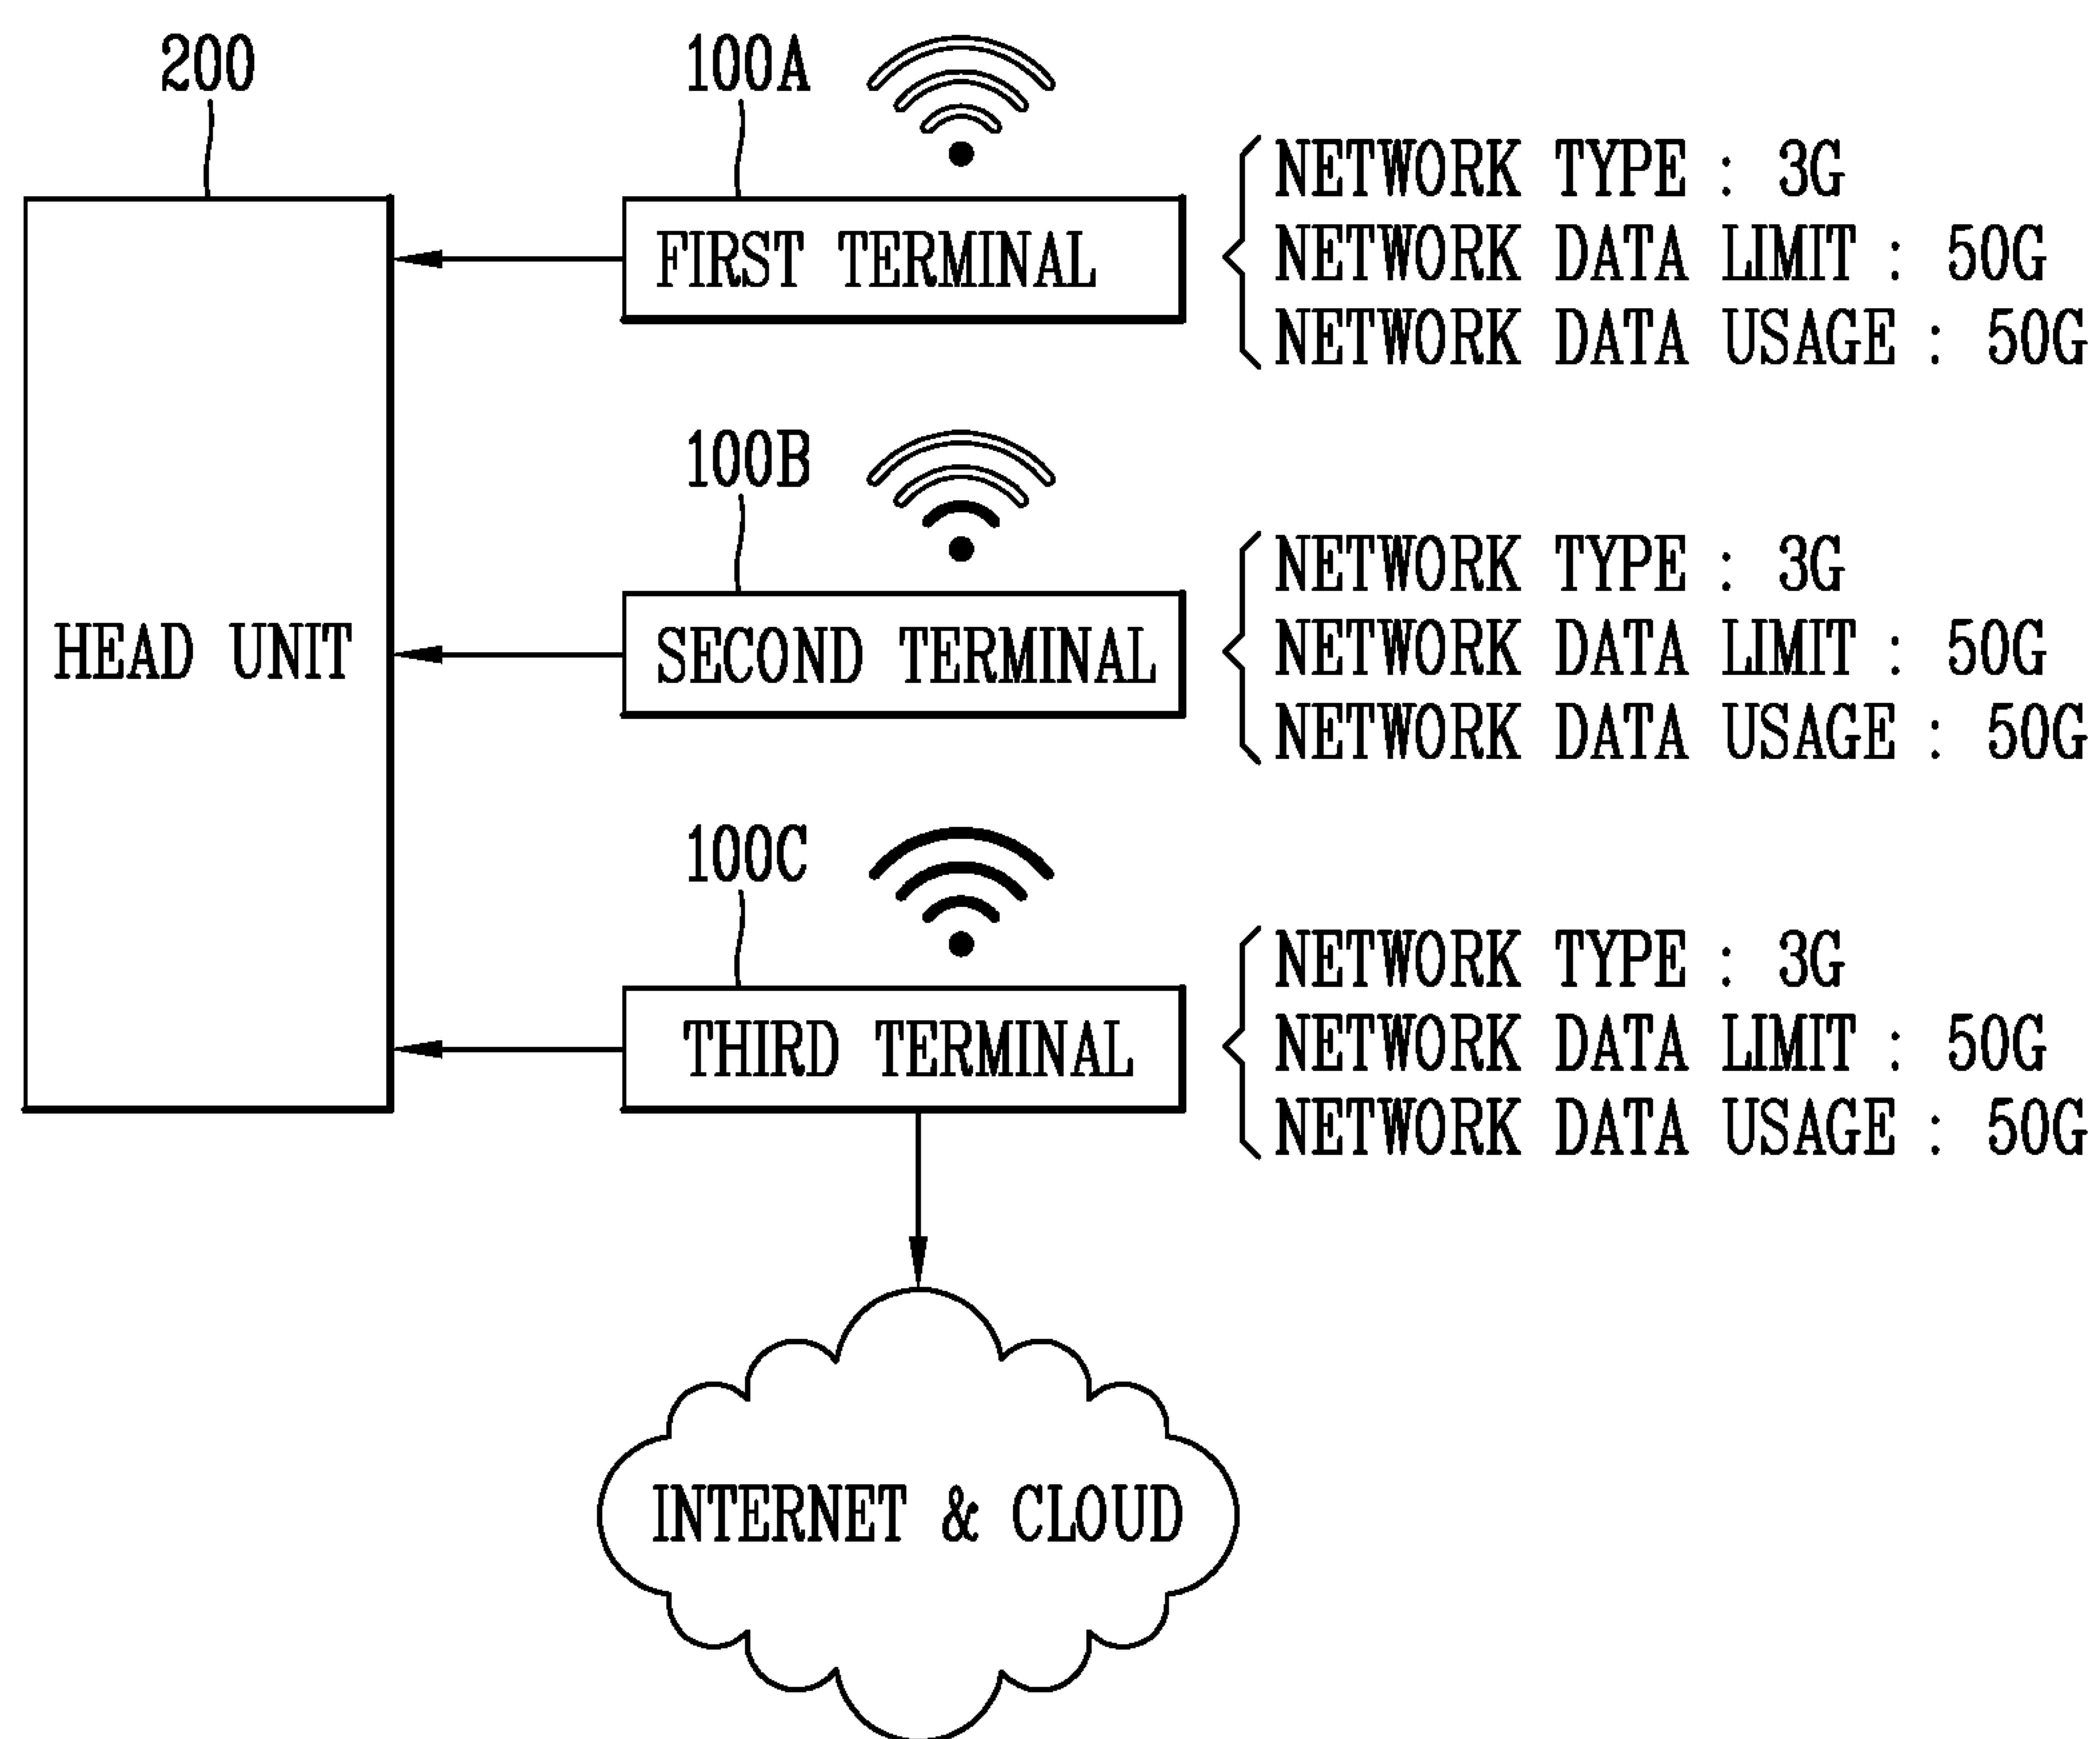 200
100A
NETWORK TYPE : 3G
FIRST TERMINAL
NETWORK DATA LIMIT : 50G
NETWORK DATA USAGE : 50G
100B
NETWORK TYPE : 3G
HEAD UNIT
SECOND TERMINAL
NETWORK DATA LIMIT : 50G
NETWORK DATA USAGE : 50G
100C
NETWORK TYPE : 3G
THIRD TERMINAL
NETWORK DATA LIMIT : 50G
NETWORK DATA USAGE : 50G
INTERNET & CLOUD